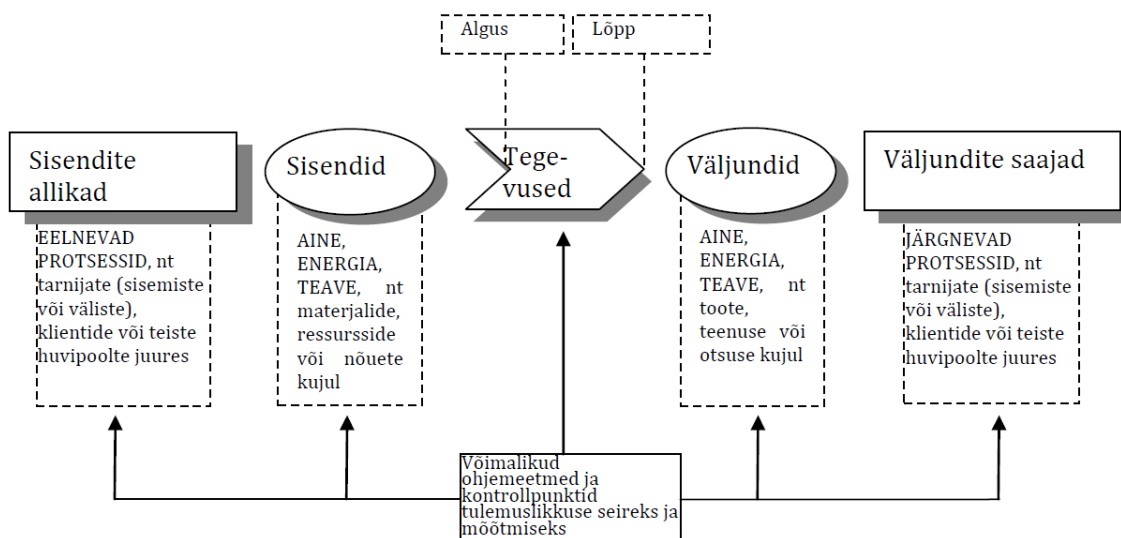 Algus
Lõpp
Sisendite
allikad
Sisendid
Tege-
vused
Väljundid
Väljundite saajad
EELNEVAD
PROTSESSID, nt
tarnijate (sisemiste
või väliste),
klientide või teiste
huvipoolte juures
AINE,
ENERGIA,
TEAVE, nt
materjalide,
ressursside
või nõuete
kujul
AINE,
ENERGIA,
TEAVE, nt
toote,
teenuse või
otsuse kujul
JÄRGNEVAD
PROTSESSID, nt
tarnijate (sisemiste
või väliste),
klientide või teiste
huvipoolte juures
Võimalikud
ohjemeetmed ja
kontrollpunktid
tulemuslikkuse seireks ja
mõõtmiseks